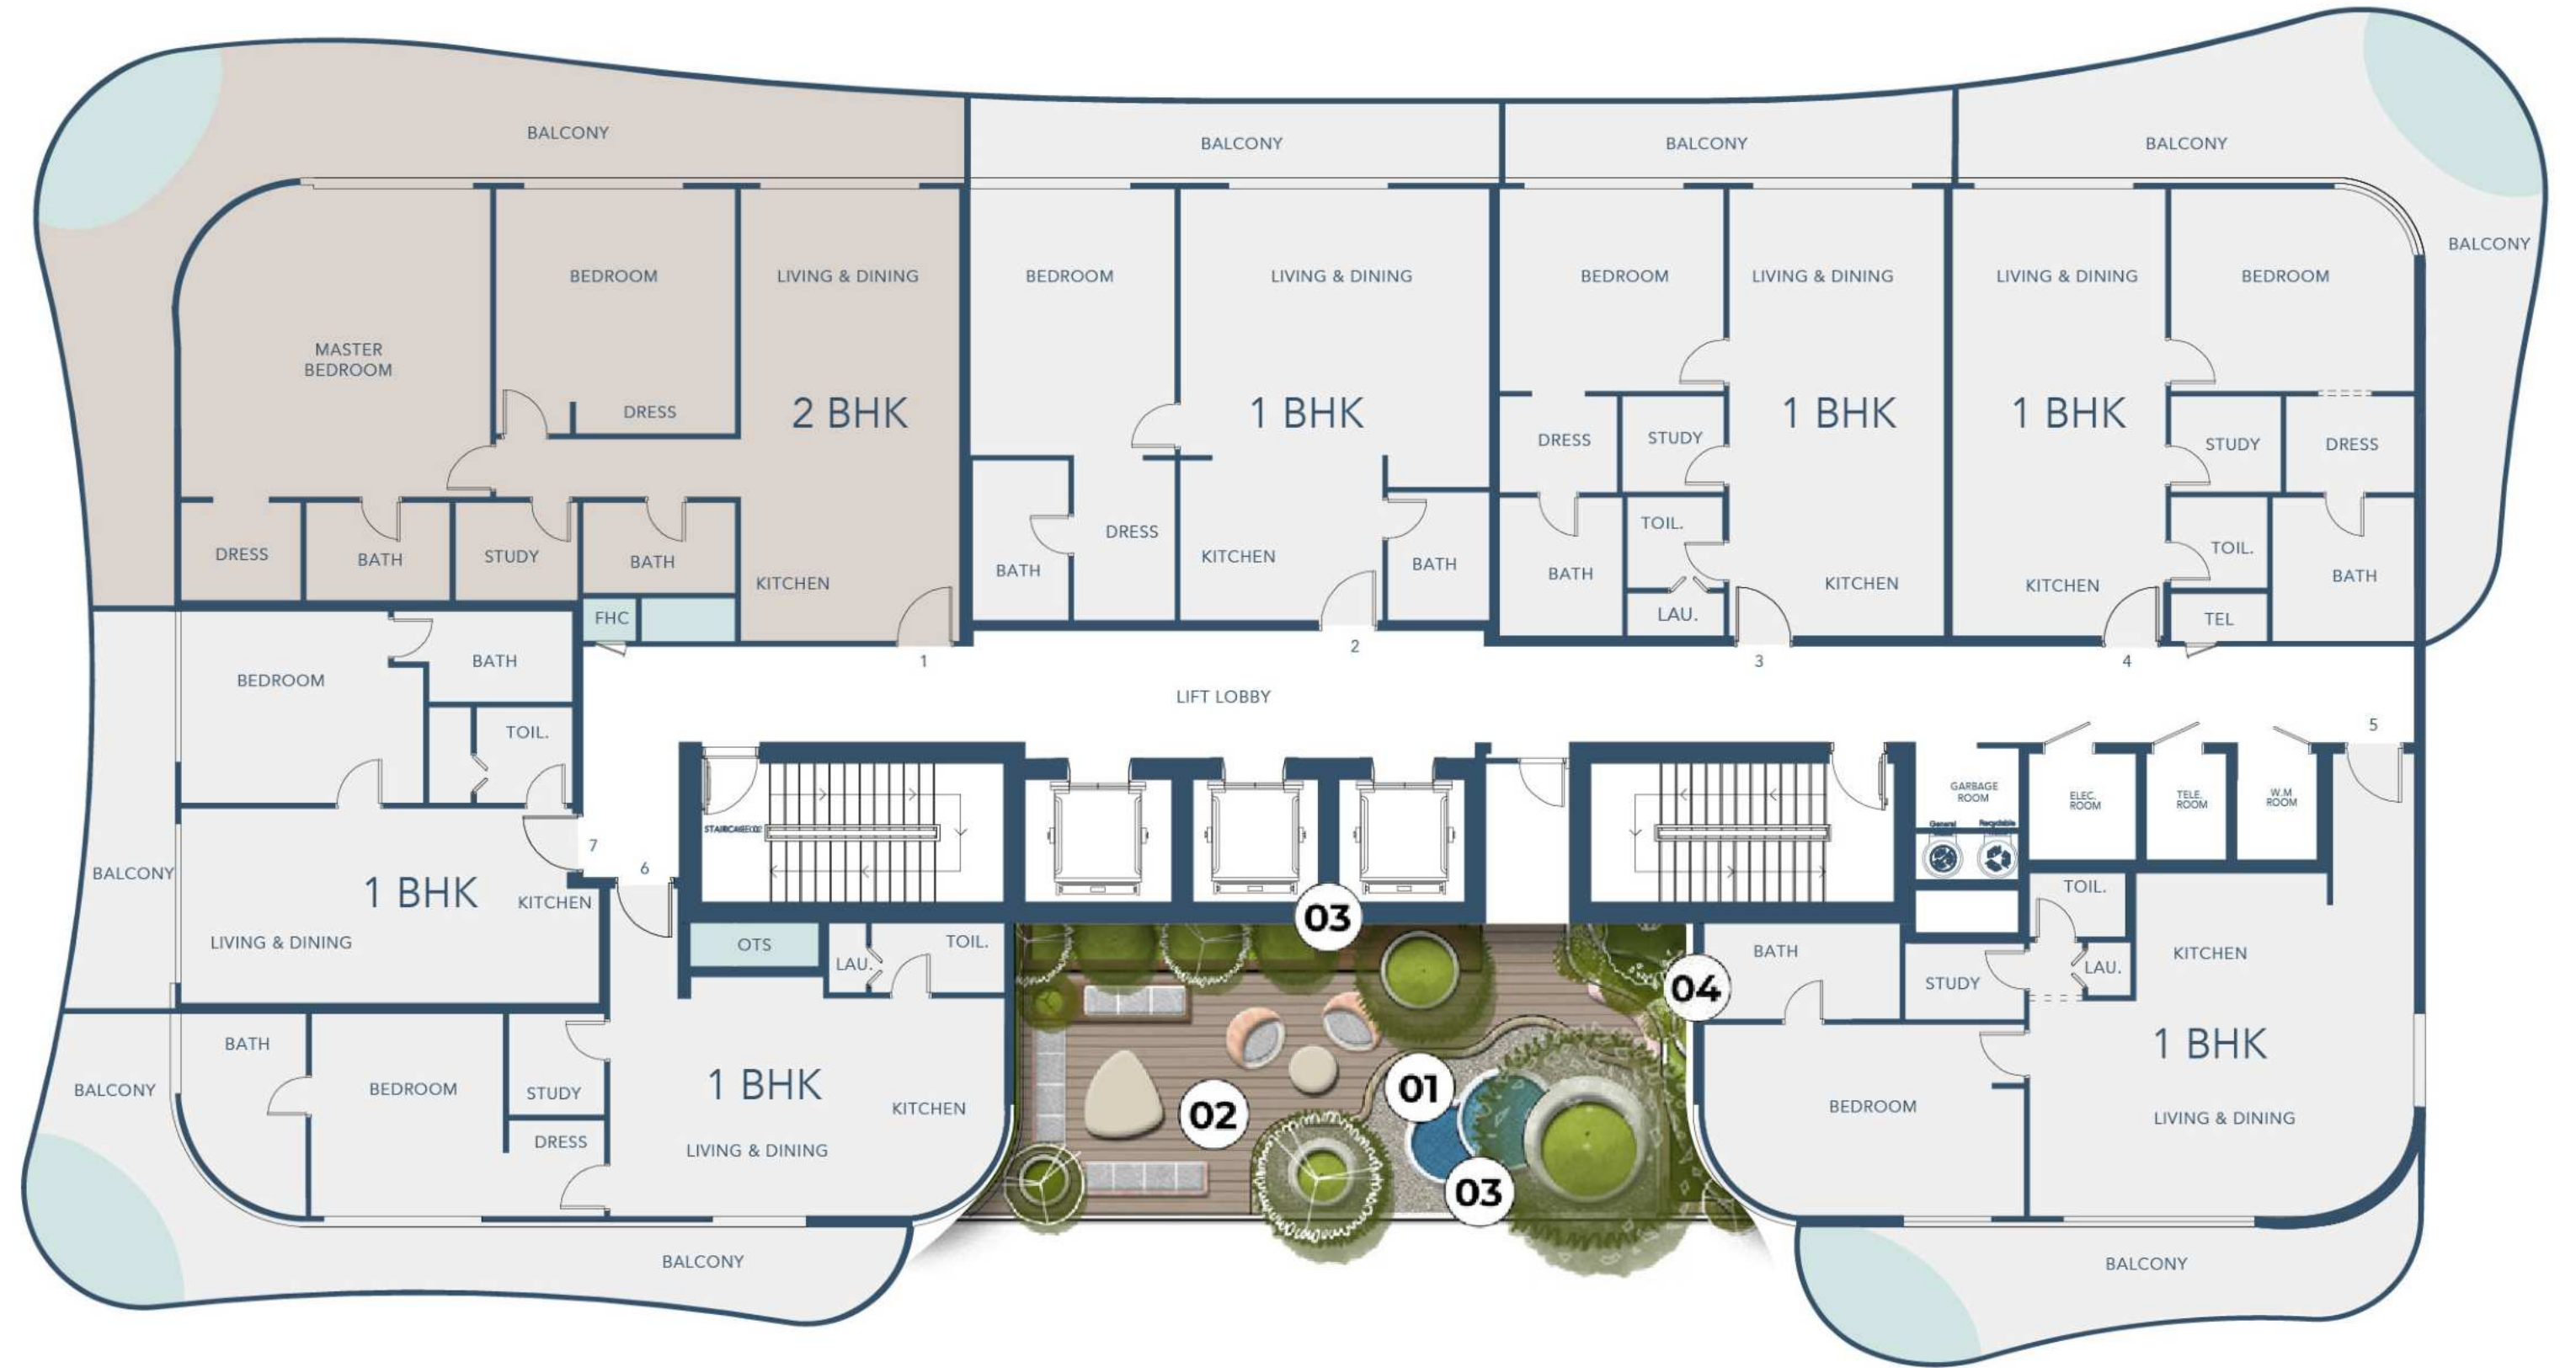 BALCONY
BALCONY
BALCONY
BALCONY
BALCONY
MASTER
BEDROOM
BEDROOM
DRESS
LIVING & DINING
2 BHK
DRESS
BATH
STUDY
BATH
KITCHEN
FHC
BEDROOM
LIVING & DINING
1 BHK
BATH
DRESS
KITCHEN
BATH
BEDROOM
LIVING & DINING
1 BHK
DRESS
STUDY
TOIL.
BATH
LAU.
KITCHEN
LIVING & DINING
BEDROOM
1 BHK
STUDY
DRESS
TOIL.
BATH
KITCHEN
TEL
1
2
3
4
5
LIFT LOBBY
BEDROOM
BATH
TOIL.
BALCONY
1 BHK
KITCHEN
LIVING & DINING
7
6
GARBAGE
ROOM
General
Recyclable
ELEC.
ROOM
TELE.
ROOM
W.M
ROOM
OTS
LAU.
TOIL.
BALCONY
BATH
BEDROOM
STUDY
DRESS
1 BHK
LIVING & DINING
KITCHEN
BALCONY
03
04
01
02
03
BATH
STUDY
TOIL.
LAU.
KITCHEN
1 BHK
BEDROOM
LIVING & DINING
BALCONY